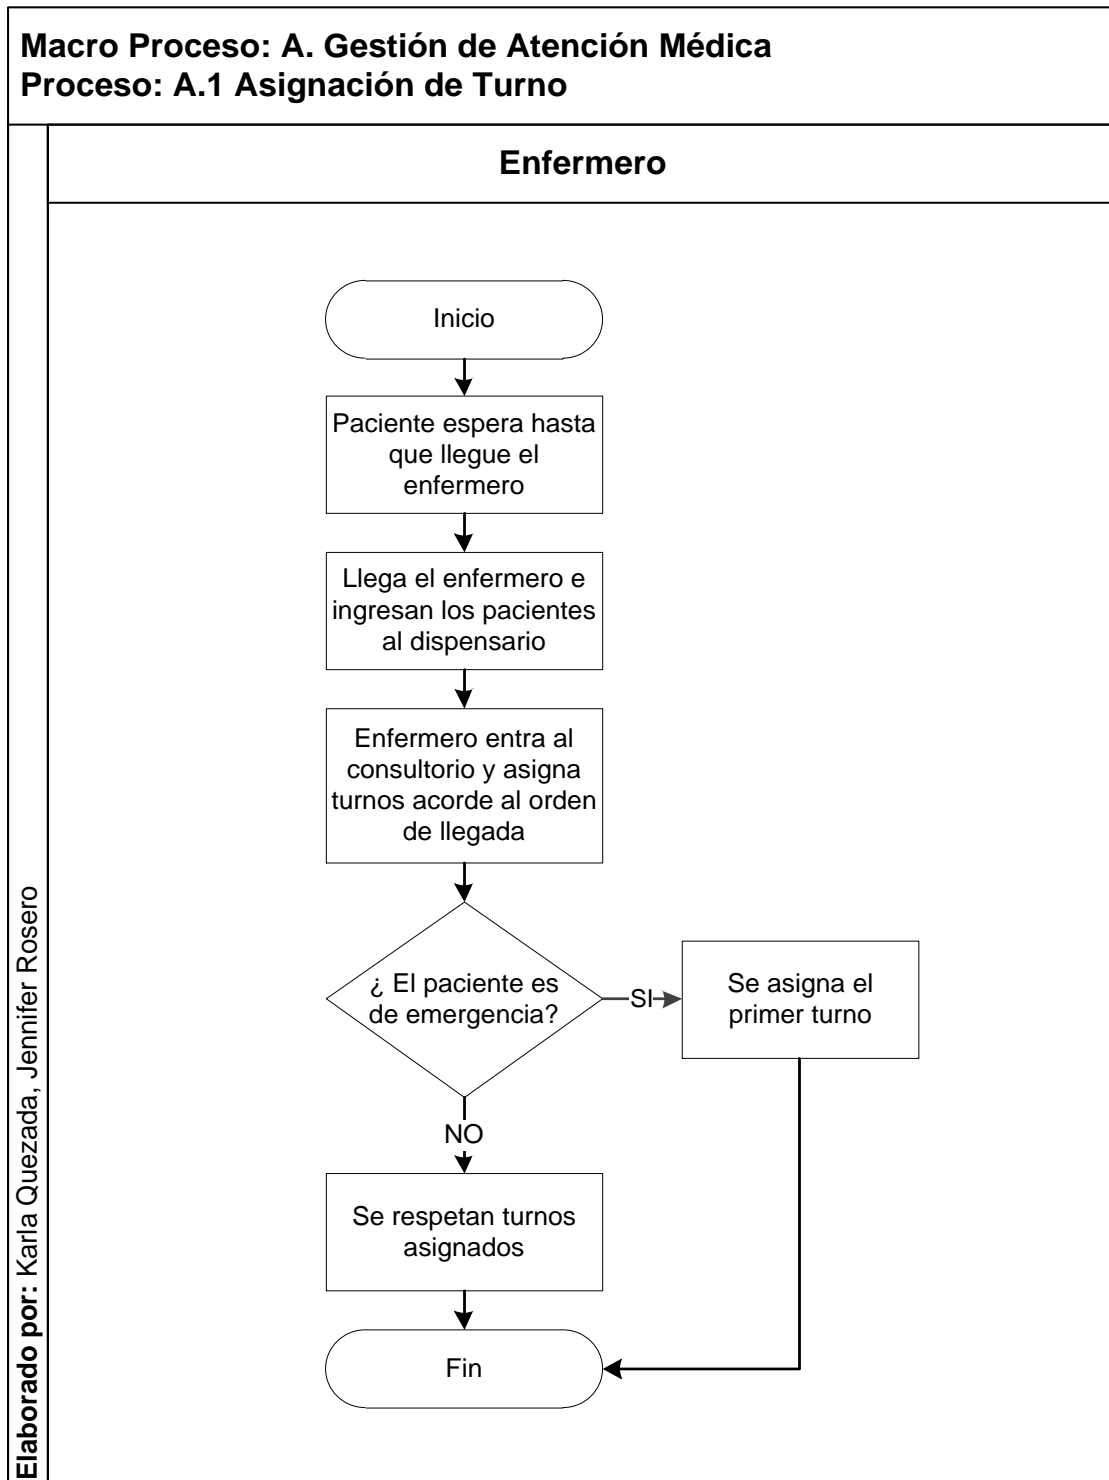 Macro Proceso: A. Gestión de Atención Médica
Proceso: A.1 Asignación de Turno
Enfermero
Inicio
Paciente espera hasta
que llegue el
enfermero
Llega el enfermero e
ingresan los pacientes
al dispensario
Enfermero entra al
consultorio y asigna
turnos acorde al orden
de llegada
¿ El paciente es
de emergencia?
SI
Se asigna el
primer turno
NO
Se respetan turnos
asignados
Fin
Elaborado por: Karla Quezada, Jennifer Rosero